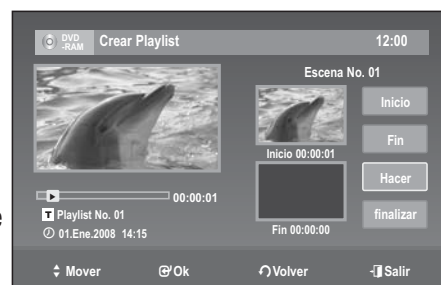 DVD
-RAM
Crear Playlist
12:00
Escena No. 01
Inicio 00:00:01
Fin 00:00:00
Inicio
Fin
Hacer
finalizar
00:00:01
T Playlist No. 01
01.Ene.2008 14:15
Mover
Ok
Volver
Salir
e